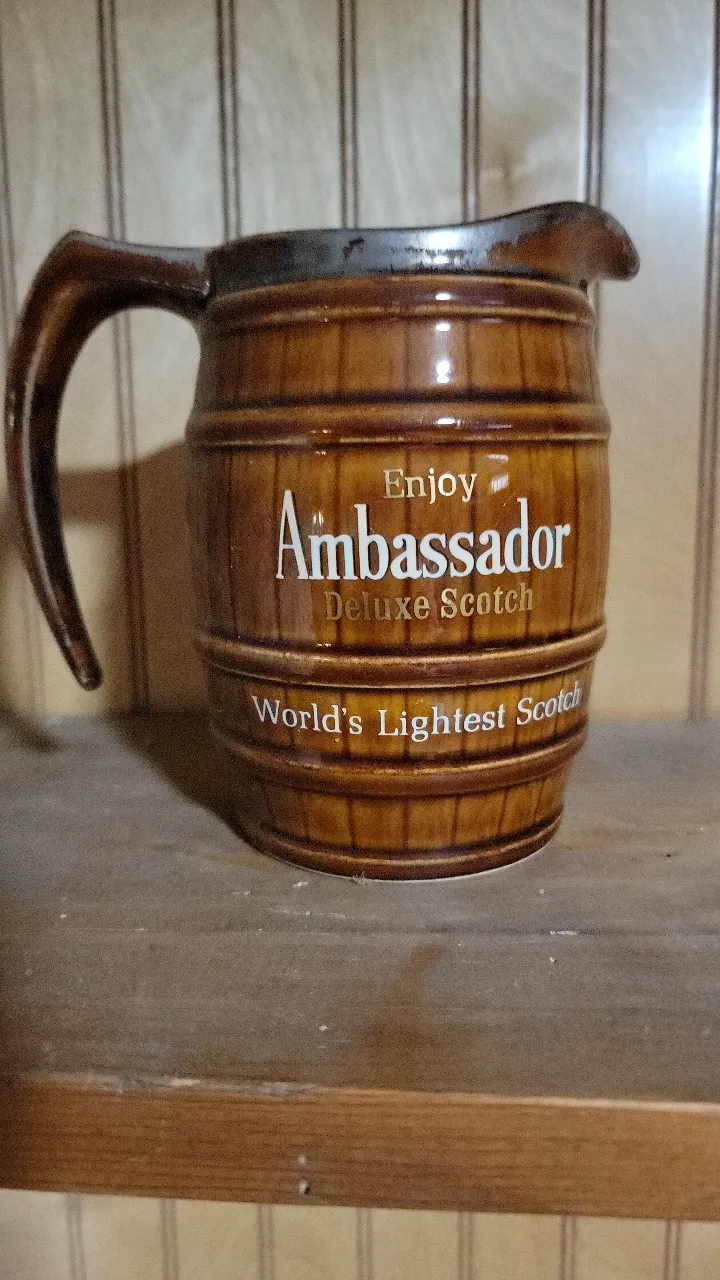 Enjoy
Ambassador
Deluxe Scotch
World's Lightest Scotch